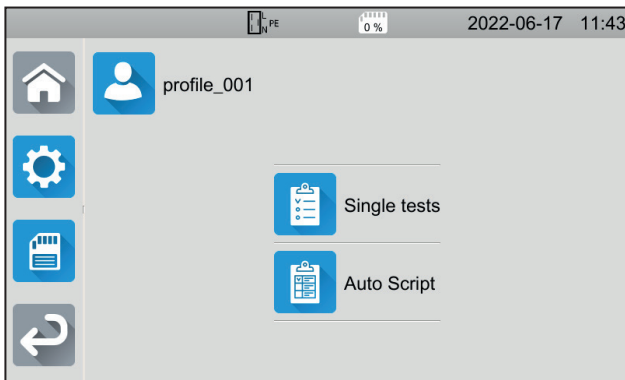 L
N PE
0 %
2022-06-17 11:43
profile_001
Single tests
Auto Script